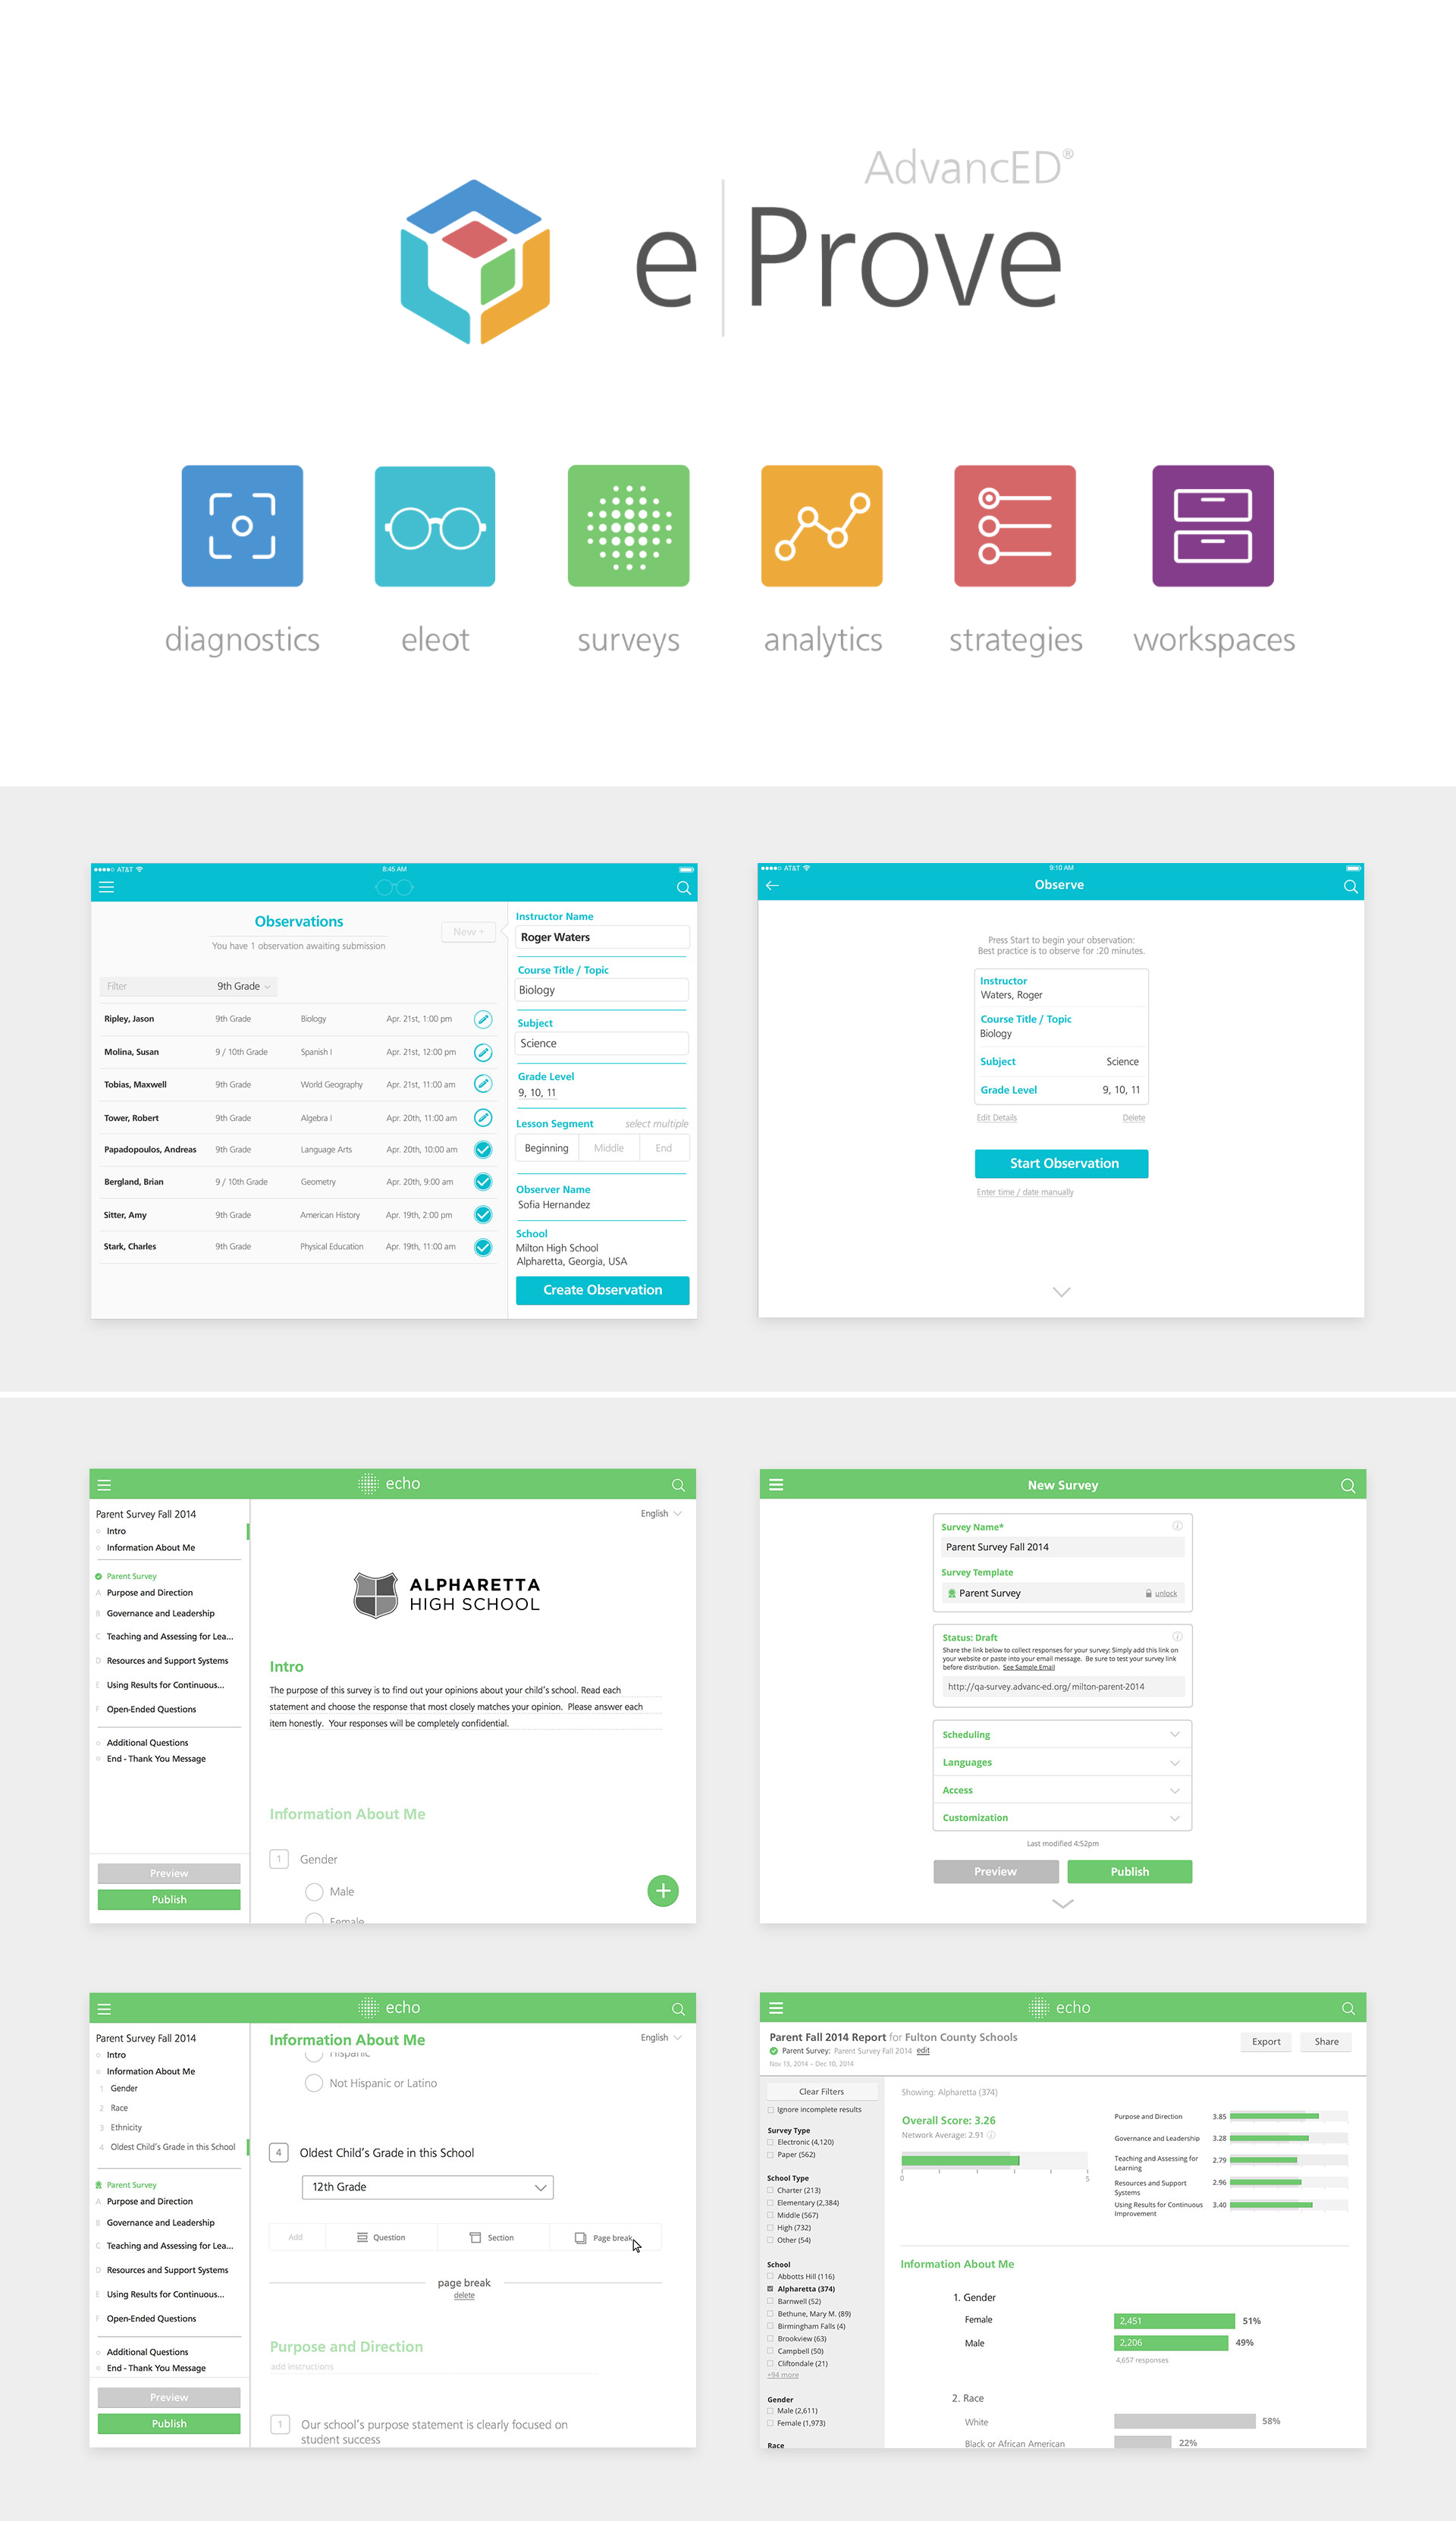 AdvancED®
e Prove
diagnostics
eleot
surveys
analytics
strategies
workspaces
AT&T
8:45 AM
Observations
You have 1 observation awaiting submission
New +
Filter
9th Grade
Ripley, Jason 9th Grade Biology Apr. 21st, 1:00 pm
Molina, Susan 9 / 10th Grade Spanish I Apr. 21st, 12:00 pm
Tobias, Maxwell 9th Grade World Geography Apr. 21st, 11:00 am
Tower, Robert 9th Grade Algebra I Apr. 20th, 11:00 am
Papadopoulos, Andreas 9th Grade Language Arts Apr. 20th, 10:00 am
Bergland, Brian 9 / 10th Grade Geometry Apr. 20th, 9:00 am
Sitter, Amy 9th Grade American History Apr. 19th, 2:00 pm
Stark, Charles 9th Grade Physical Education Apr. 19th, 11:00 am
Instructor Name
Roger Waters
Course Title / Topic
Biology
Subject
Science
Grade Level
9, 10, 11
Lesson Segment select multiple
Beginning Middle End
Observer Name
Sofia Hernandez
School
Milton High School
Alpharetta, Georgia, USA
Create Observation
AT&T
9:10 AM
Observe
Press Start to begin your observation:
Best practice is to observe for :20 minutes.
Instructor
Waters, Roger
Course Title / Topic
Biology
Subject Science
Grade Level 9, 10, 11
Edit Details Delete
Start Observation
Enter time / date manually
echo
Parent Survey Fall 2014
Intro
Information About Me
Parent Survey
A Purpose and Direction
B Governance and Leadership
C Teaching and Assessing for Lea...
D Resources and Support Systems
E Using Results for Continuous...
F Open-Ended Questions
Additional Questions
End - Thank You Message
Preview
Publish
English
ALPHARETTA
HIGH SCHOOL
Intro
The purpose of this survey is to find out your opinions about your child's school. Read each
statement and choose the response that most closely matches your opinion. Please answer each
item honestly. Your responses will be completely confidential.
Information About Me
1 Gender
Male
Female
New Survey
Survey Name*
Parent Survey Fall 2014
Survey Template
Parent Survey unlock
Status: Draft
Share the link below to collect responses for your survey: Simply add this link on
your website or paste into your email message. Be sure to test your survey link
before distribution. See Sample Email
http://qa-survey.advanc-ed.org/ milton-parent-2014
Scheduling
Languages
Access
Customization
Last modified 4:52pm
Preview Publish
echo
Parent Survey Fall 2014
Intro
Information About Me
1 Gender
2 Race
3 Ethnicity
4 Oldest Child's Grade in this School
Parent Survey
A Purpose and Direction
B Governance and Leadership
C Teaching and Assessing for Lea...
D Resources and Support Systems
E Using Results for Continuous...
F Open-Ended Questions
Additional Questions
End - Thank You Message
Preview
Publish
Information About Me
English
Hispanic
Not Hispanic or Latino
4 Oldest Child's Grade in this School
12th Grade
Add Question Section Page break
page break
delete
Purpose and Direction
add instructions
1 Our school's purpose statement is clearly focused on
student success
echo
Parent Fall 2014 Report for Fulton County Schools
Parent Survey: Parent Survey Fall 2014 edit
Nov 13, 2014 – Dec 10, 2014
Export Share
Clear Filters
Ignore incomplete results
Survey Type
Electronic (4,120)
Paper (562)
School Type
Charter (213)
Elementary (2,384)
Middle (567)
High (732)
Other (54)
School
Abbotts Hill (116)
Alpharetta (374)
Barnwell (52)
Bethune, Mary M. (89)
Birmingham Falls (4)
Brookview (63)
Campbell (50)
Cliftondale (21)
+94 more
Gender
Male (2,611)
Female (1,973)
Race
Showing: Alpharetta (374)
Overall Score: 3.26
Network Average: 2.91
0 5
Purpose and Direction 3.85
Governance and Leadership 3.28
Teaching and Assessing for
Learning 2.79
Resources and Support
Systems 2.96
Using Results for Continuous
Improvement 3.40
Information About Me
1. Gender
Female 2,451 51%
Male 2,206 49%
4,657 responses
2. Race
White 58%
Black or African American 22%